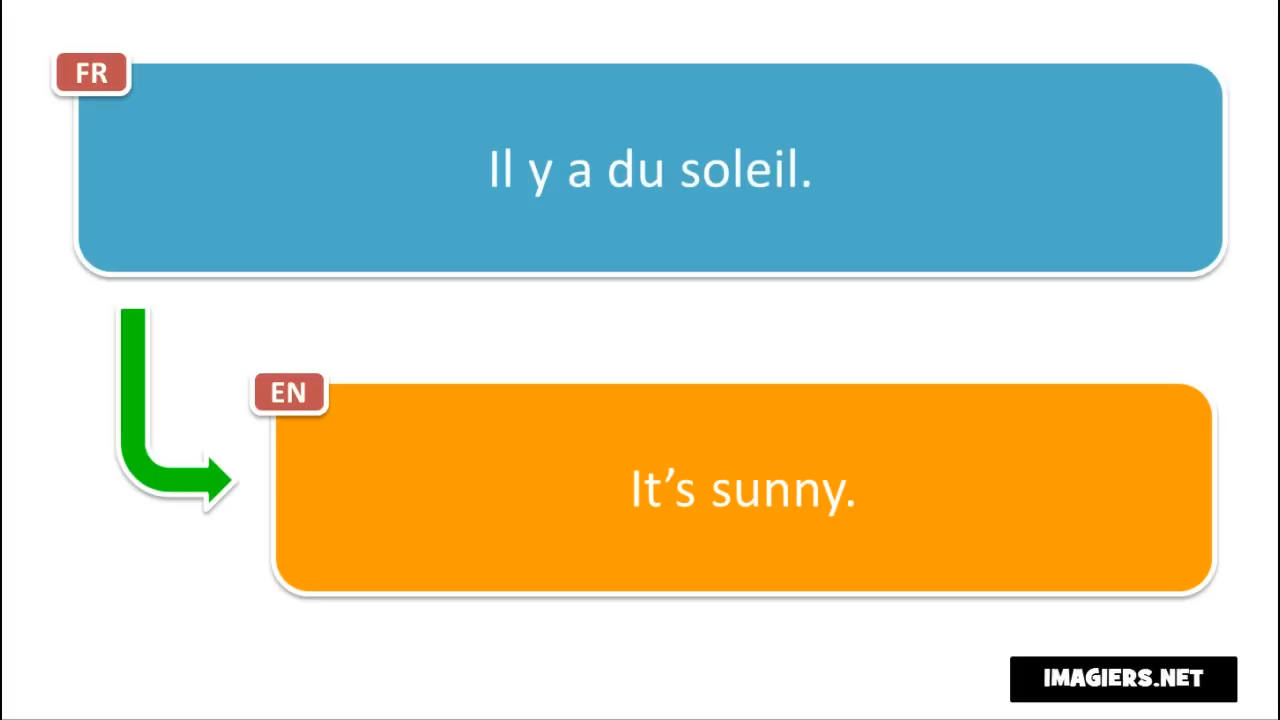 FR
Il y a du soleil.
EN
It’s sunny.
IMAGIERS.NET